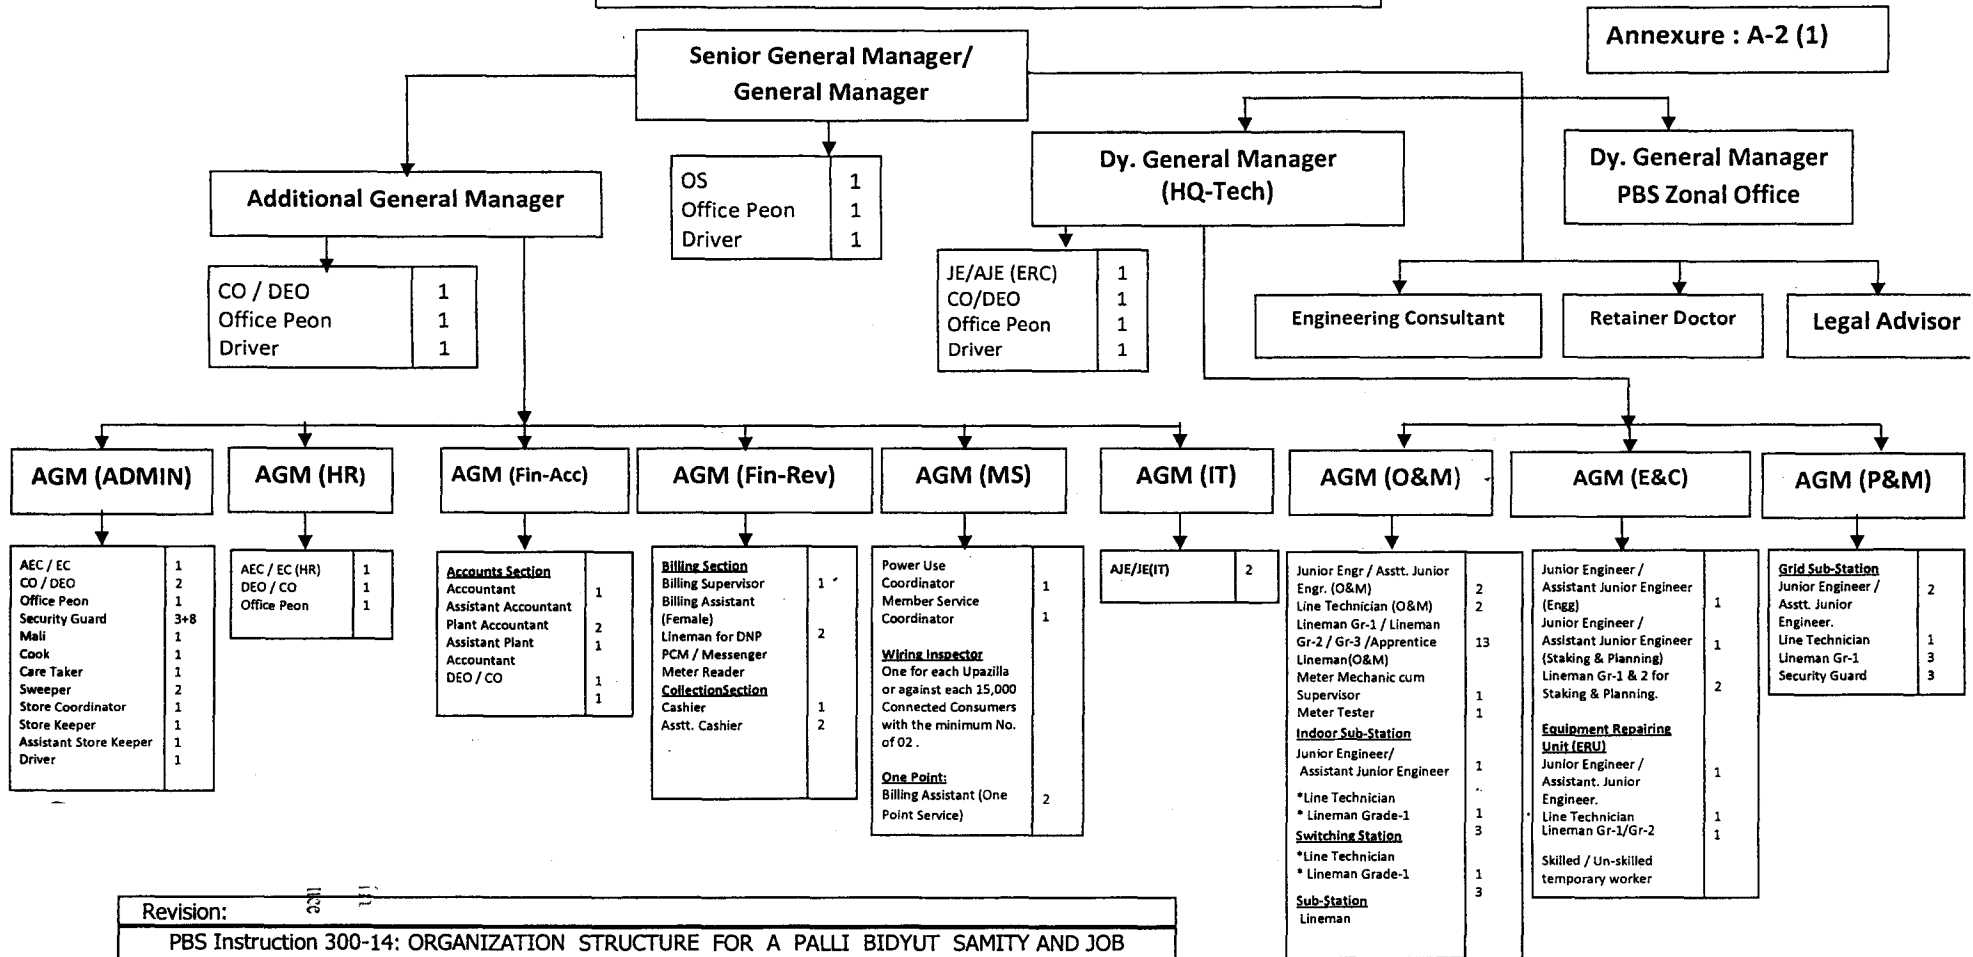 Annexure : A-2 (1)
Senior General Manager/
General Manager
OS 1
Office Peon 1
Driver 1
Additional General Manager
CO / DEO 1
Office Peon 1
Driver 1
Dy. General Manager
(HQ-Tech)
Dy. General Manager
PBS Zonal Office
JE/AJE (ERC) 1
CO/DEO 1
Office Peon 1
Driver 1
Engineering Consultant
Retainer Doctor
Legal Advisor
AGM (ADMIN)
AEC / EC 1
CO / DEO 2
Office Peon 1
Security Guard 3+8
Mali 1
Cook 1
Care Taker 1
Sweeper 2
Store Coordinator 1
Store Keeper 1
Assistant Store Keeper 1
Driver 1
AGM (HR)
AEC / EC (HR) 1
DEO / CO 1
Office Peon 1
AGM (Fin-Acc)
Accounts Section
Accountant 1
Assistant Accountant
Plant Accountant 2
Assistant Plant 1
Accountant
DEO / CO 1
1
AGM (Fin-Rev)
Billing Section
Billing Supervisor 1
Billing Assistant
(Female)
Lineman for DNP 2
PCM / Messenger
Meter Reader
CollectionSection
Cashier 1
Asstt. Cashier 2
AGM (MS)
Power Use
Coordinator 1
Member Service
Coordinator 1
Wiring Inspector
One for each Upazilla
or against each 15,000
Connected Consumers
with the minimum No.
of 02 .
One Point:
Billing Assistant (One 2
Point Service)
AGM (IT)
AJE/JE(IT) 2
AGM (O&M)
Junior Engr / Asstt. Junior
Engr. (O&M) 2
Line Technician (O&M) 2
Lineman Gr-1 / Lineman
Gr-2 / Gr-3 /Apprentice 13
Lineman(O&M)
Meter Mechanic cum
Supervisor 1
Meter Tester 1
Indoor Sub-Station
Junior Engineer/
Assistant Junior Engineer 1
*Line Technician
* Lineman Grade-1 1
Switching Station 3
*Line Technician
* Lineman Grade-1 1
3
Sub-Station
Lineman
AGM (E&C)
Junior Engineer /
Assistant Junior Engineer
(Engg) 1
Junior Engineer /
Assistant Junior Engineer 1
(Staking & Planning)
Lineman Gr-1 & 2 for 2
Staking & Planning.
Equipment Repairing
Unit (ERU)
Junior Engineer / 1
Assistant. Junior
Engineer.
Line Technician 1
Lineman Gr-1/Gr-2 1
Skilled / Un-skilled
temporary worker
AGM (P&M)
Grid Sub-Station
Junior Engineer / 2
Asstt. Junior
Engineer.
Line Technician 1
Lineman Gr-1 3
Security Guard 3
Revision:
PBS Instruction 300-14: ORGANIZATION STRUCTURE FOR A PALLI BIDYUT SAMITY AND JOB